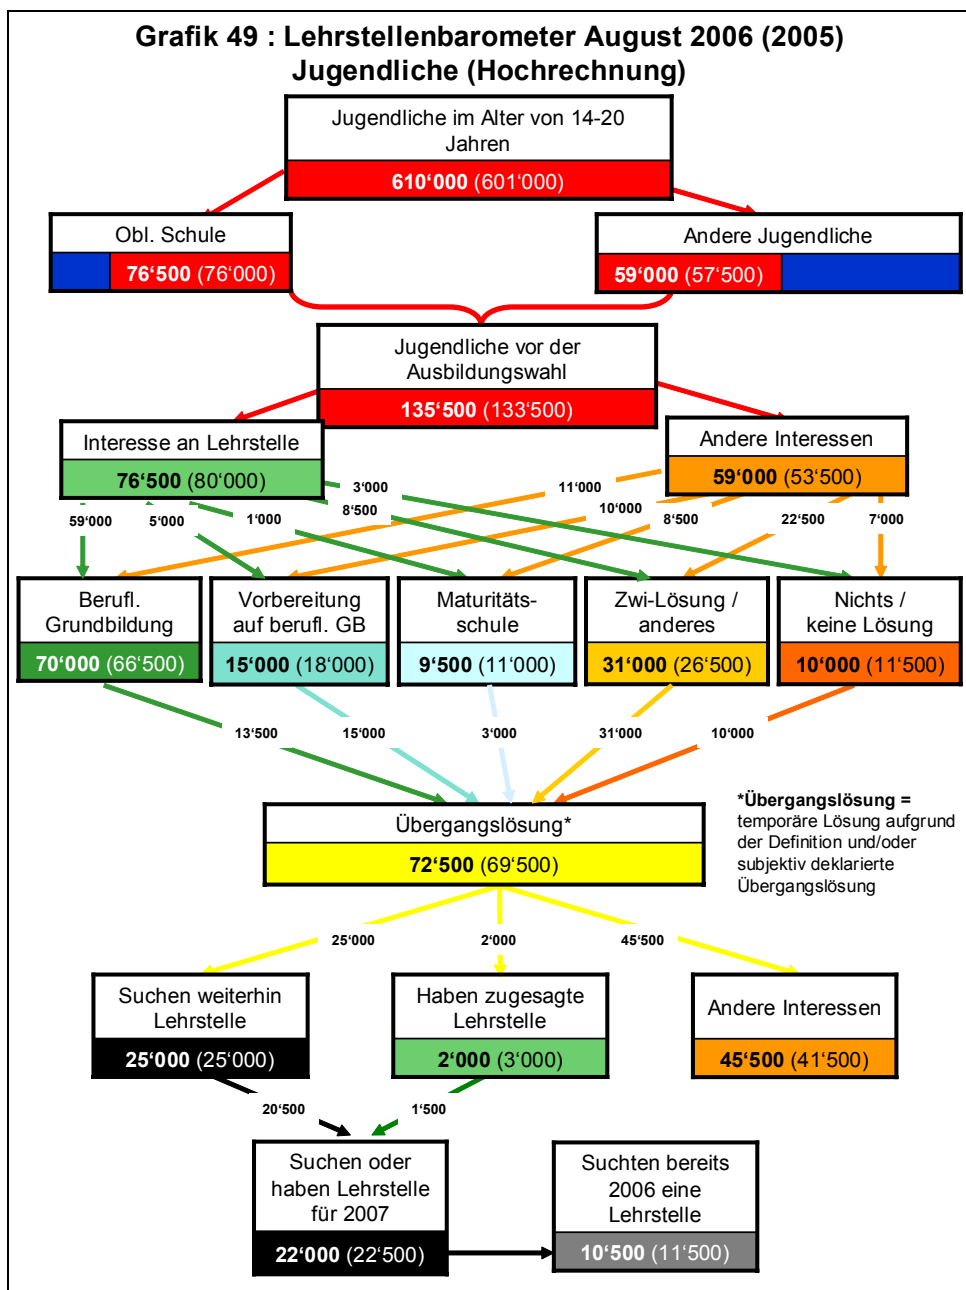 Grafik 49 : Lehrstellenbarometer August 2006 (2005)
Jugendliche (Hochrechnung)
Jugendliche im Alter von 14-20
Jahren
610‘000 (601‘000)
Obl. Schule
76‘500 (76‘000)
Andere Jugendliche
59‘000 (57‘500)
Jugendliche vor der
Ausbildungswahl
135‘500 (133‘500)
Interesse an Lehrstelle
76‘500 (80‘000)
Andere Interessen
59‘000 (53‘500)
59‘000
5‘000
1‘000
8‘500
3‘000
11‘000
10‘000
8‘500
22‘500
7‘000
Berufl.
Grundbildung
70‘000 (66‘500)
Vorbereitung
auf berufl. GB
15‘000 (18‘000)
Maturitäts-
schule
9‘500 (11‘000)
Zwi-Lösung /
anderes
31‘000 (26‘500)
Nichts /
keine Lösung
10‘000 (11‘500)
13‘500
15‘000
3‘000
31‘000
10‘000
Übergangslösung*
72‘500 (69‘500)
*Übergangslösung =
temporäre Lösung aufgrund
der Definition und/oder
subjektiv deklarierte
Übergangslösung
25‘000
2‘000
45‘500
Suchen weiterhin
Lehrstelle
25‘000 (25‘000)
Haben zugesagte
Lehrstelle
2‘000 (3‘000)
Andere Interessen
45‘500 (41‘500)
20‘500
1‘500
Suchen oder
haben Lehrstelle
für 2007
22‘000 (22‘500)
Suchten bereits
2006 eine
Lehrstelle
10‘500 (11‘500)